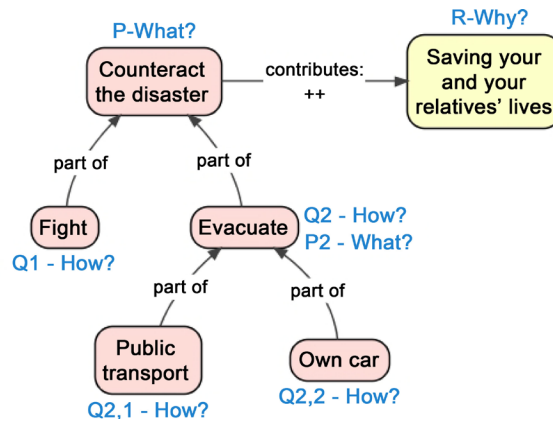 P-What?
R-Why?
Counteract
the disaster
contributes:
++
Saving your
and your
relatives' lives
part of
part of
Fight
Q1 - How?
Evacuate
Q2 - How?
P2 - What?
part of
part of
Public
transport
Q2,1 - How?
Own car
Q2,2 - How?